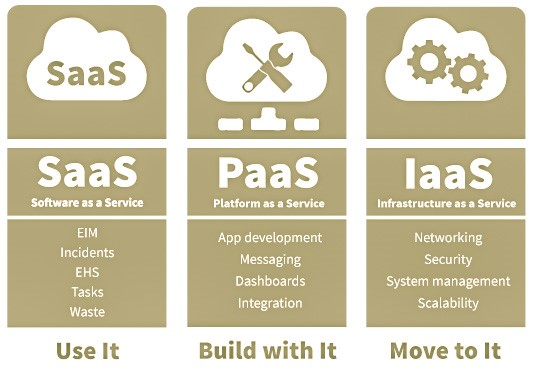 SaaS
SaaS
Software as a Service
EIM
Incidents
EHS
Tasks
Waste
Use It
PaaS
Platform as a Service
App development
Messaging
Dashboards
Integration
Build with It
IaaS
Infrastructure as a Service
Networking
Security
System management
Scalability
Move to It